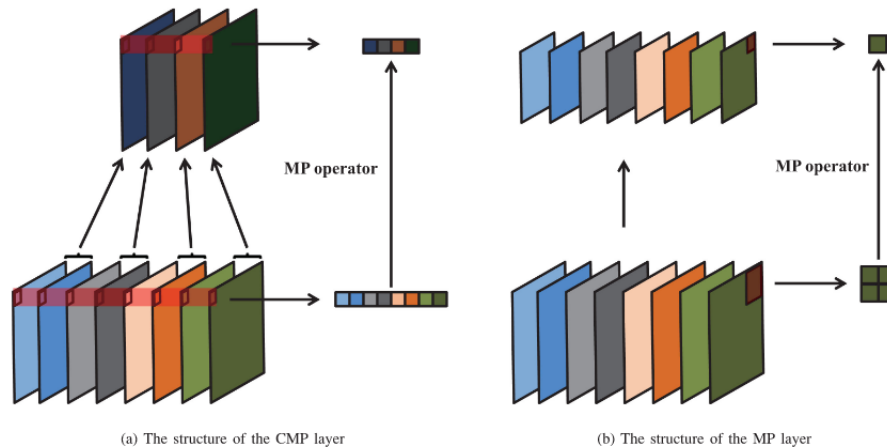 MP operator
MP operator
(a) The structure of the CMP layer
(b) The structure of the MP layer